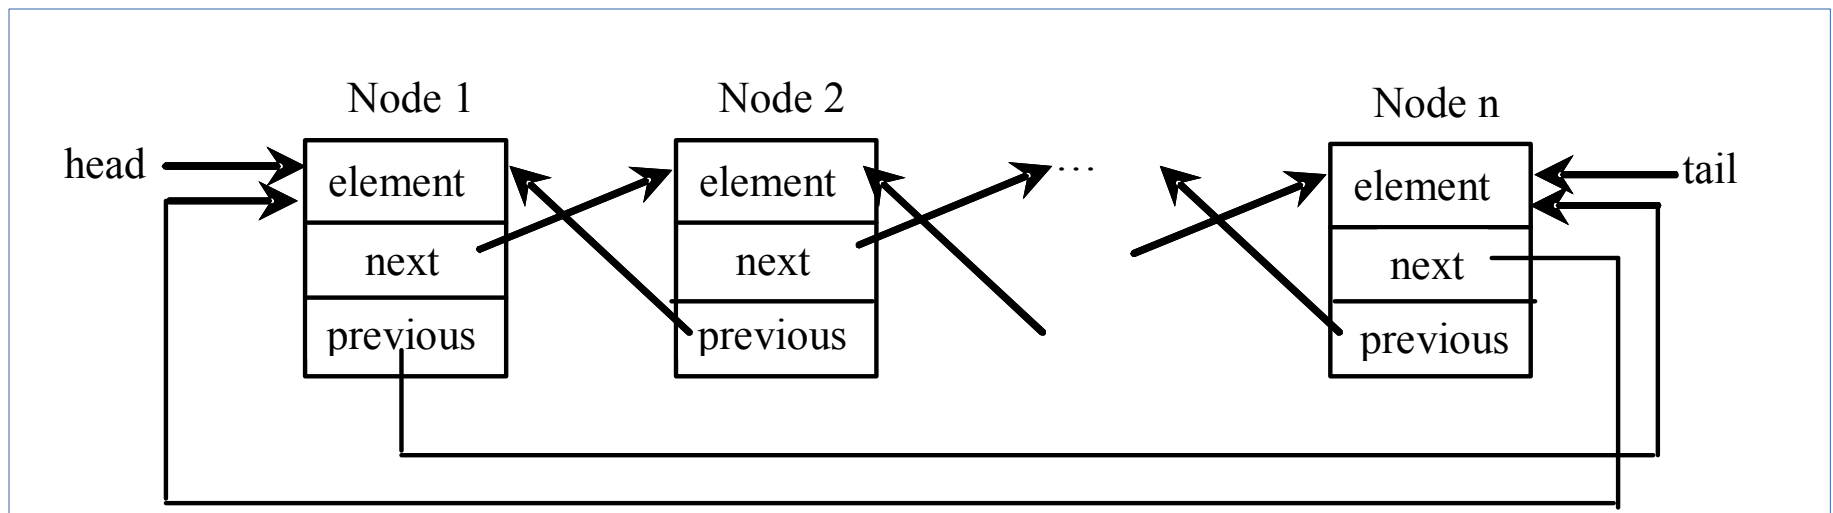 Node 1
Node 2
Node n
head
element
element
...
element
tail
next
next
next
previous
previous
previous